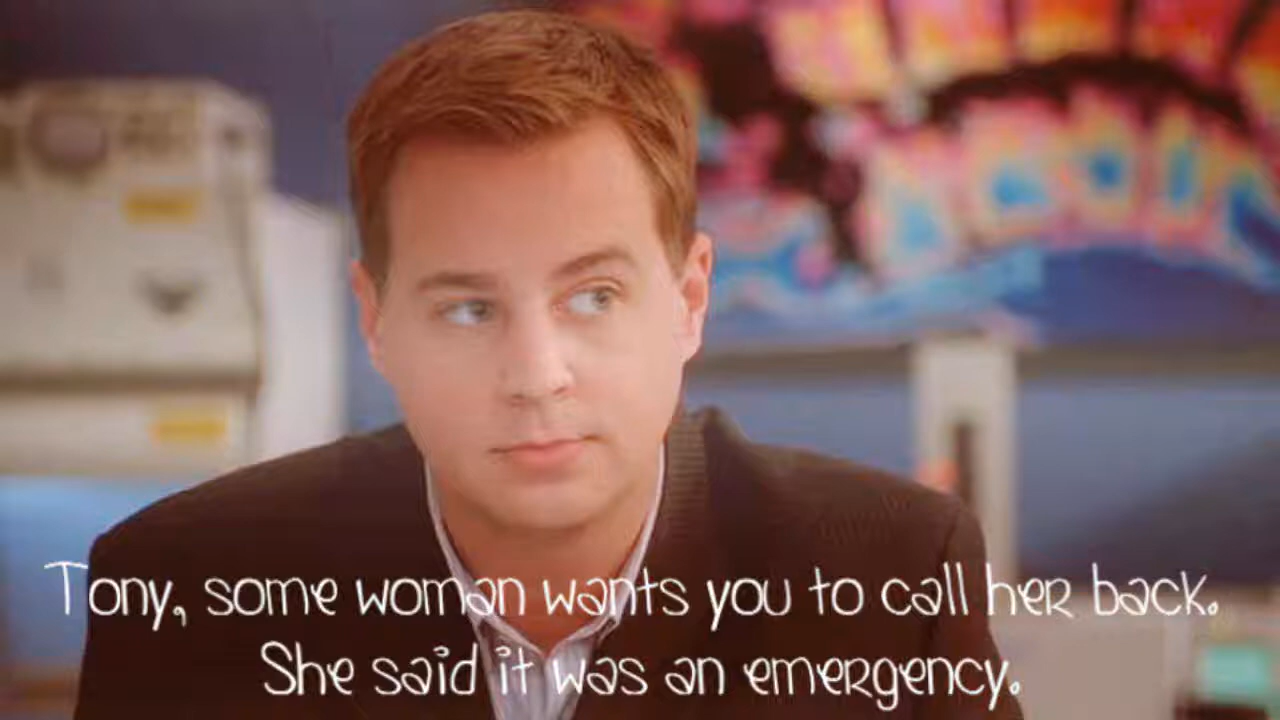 Tony, some woman wants you to call her back.
She said it was an emergency.